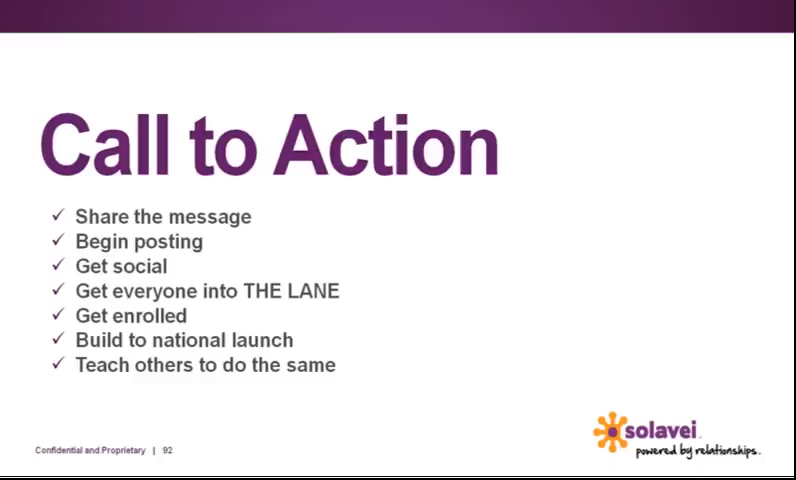 Call to Action
✓ Share the message
✓ Begin posting
✓ Get social
✓ Get everyone into THE LANE
✓ Get enrolled
✓ Build to national launch
✓ Teach others to do the same
Confidential and Proprietary | 92
solavei
powered by relationships.